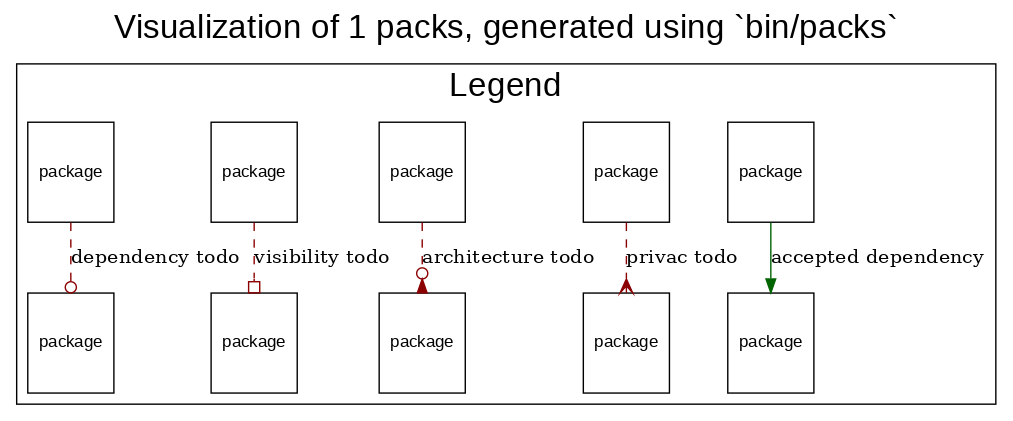 Visualization of 1 packs, generated using `bin/packs`
Legend
package package package package package
dependency todo visibility todo architecture todo privac todo accepted dependency
package package package package package